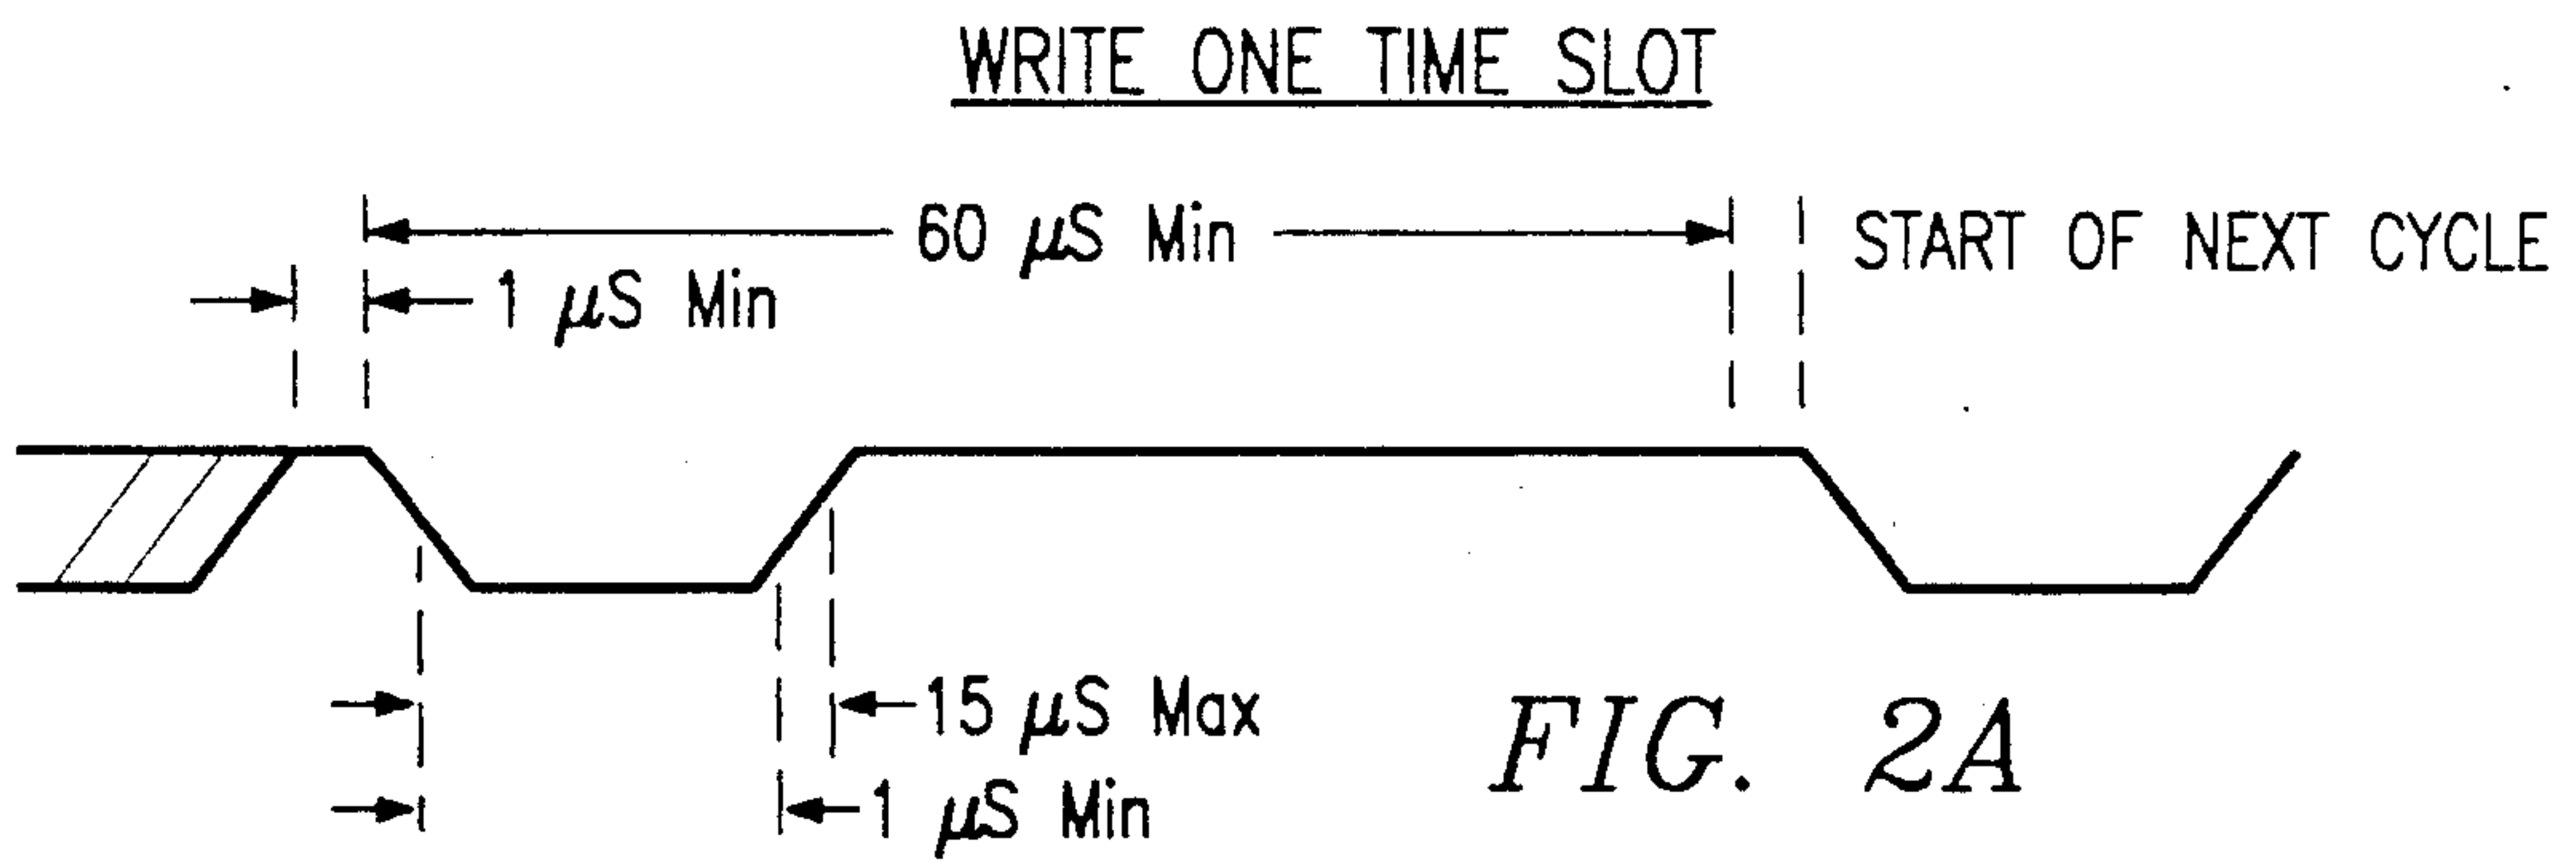 WRITE ONE TIME SLOT
60 µS Min
START OF NEXT CYCLE
1 µS Min
15 µS Max
1 µS Min
FIG. 2A